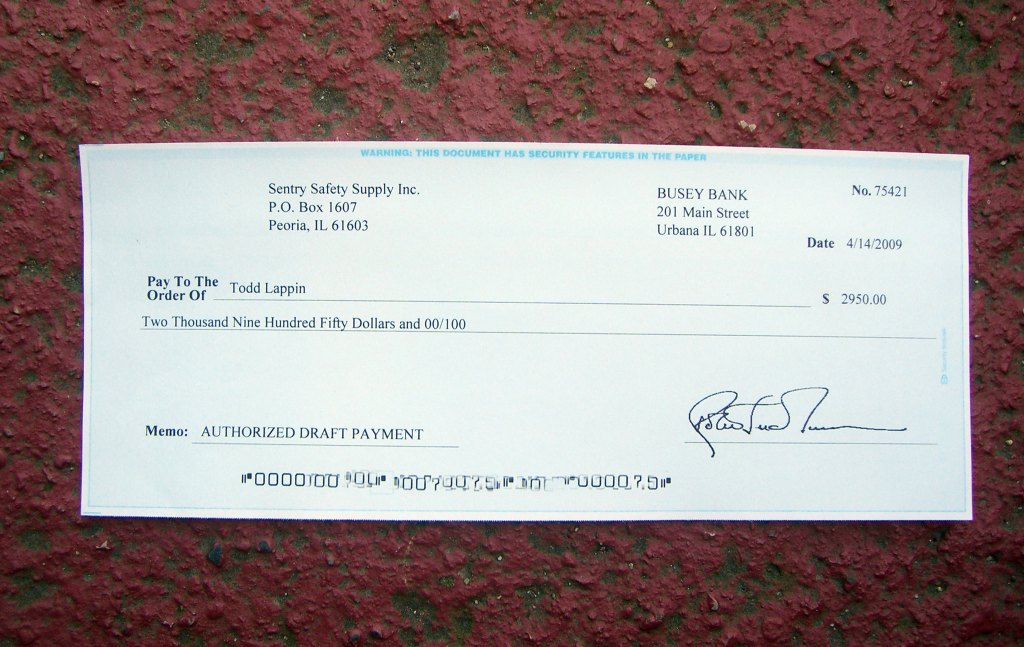 WARNING: THIS DOCUMENT HAS SECURITY FEATURES IN THE PAPER
Sentry Safety Supply Inc.
P.O. Box 1607
Peoria, IL 61603
BUSEY BANK
201 Main Street
Urbana IL 61801
No. 75421
Date 4/14/2009
Pay To The
Order Of Todd Lappin
$ 2950.00
Two Thousand Nine Hundred Fifty Dollars and 00/100
Memo: AUTHORIZED DRAFT PAYMENT